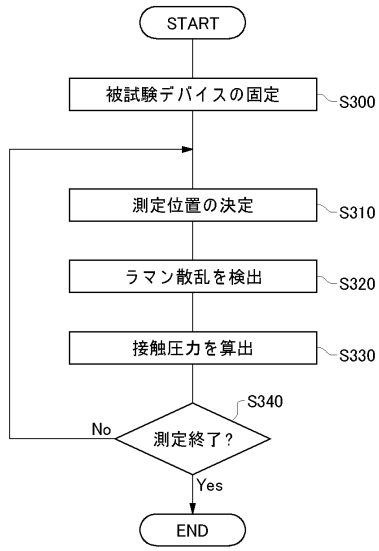 START
被試験デバイスの固定
S300
測定位置の決定
S310
ラマン散乱を検出
S320
接触圧力を算出
S330
S340
測定終了?
No
Yes
END